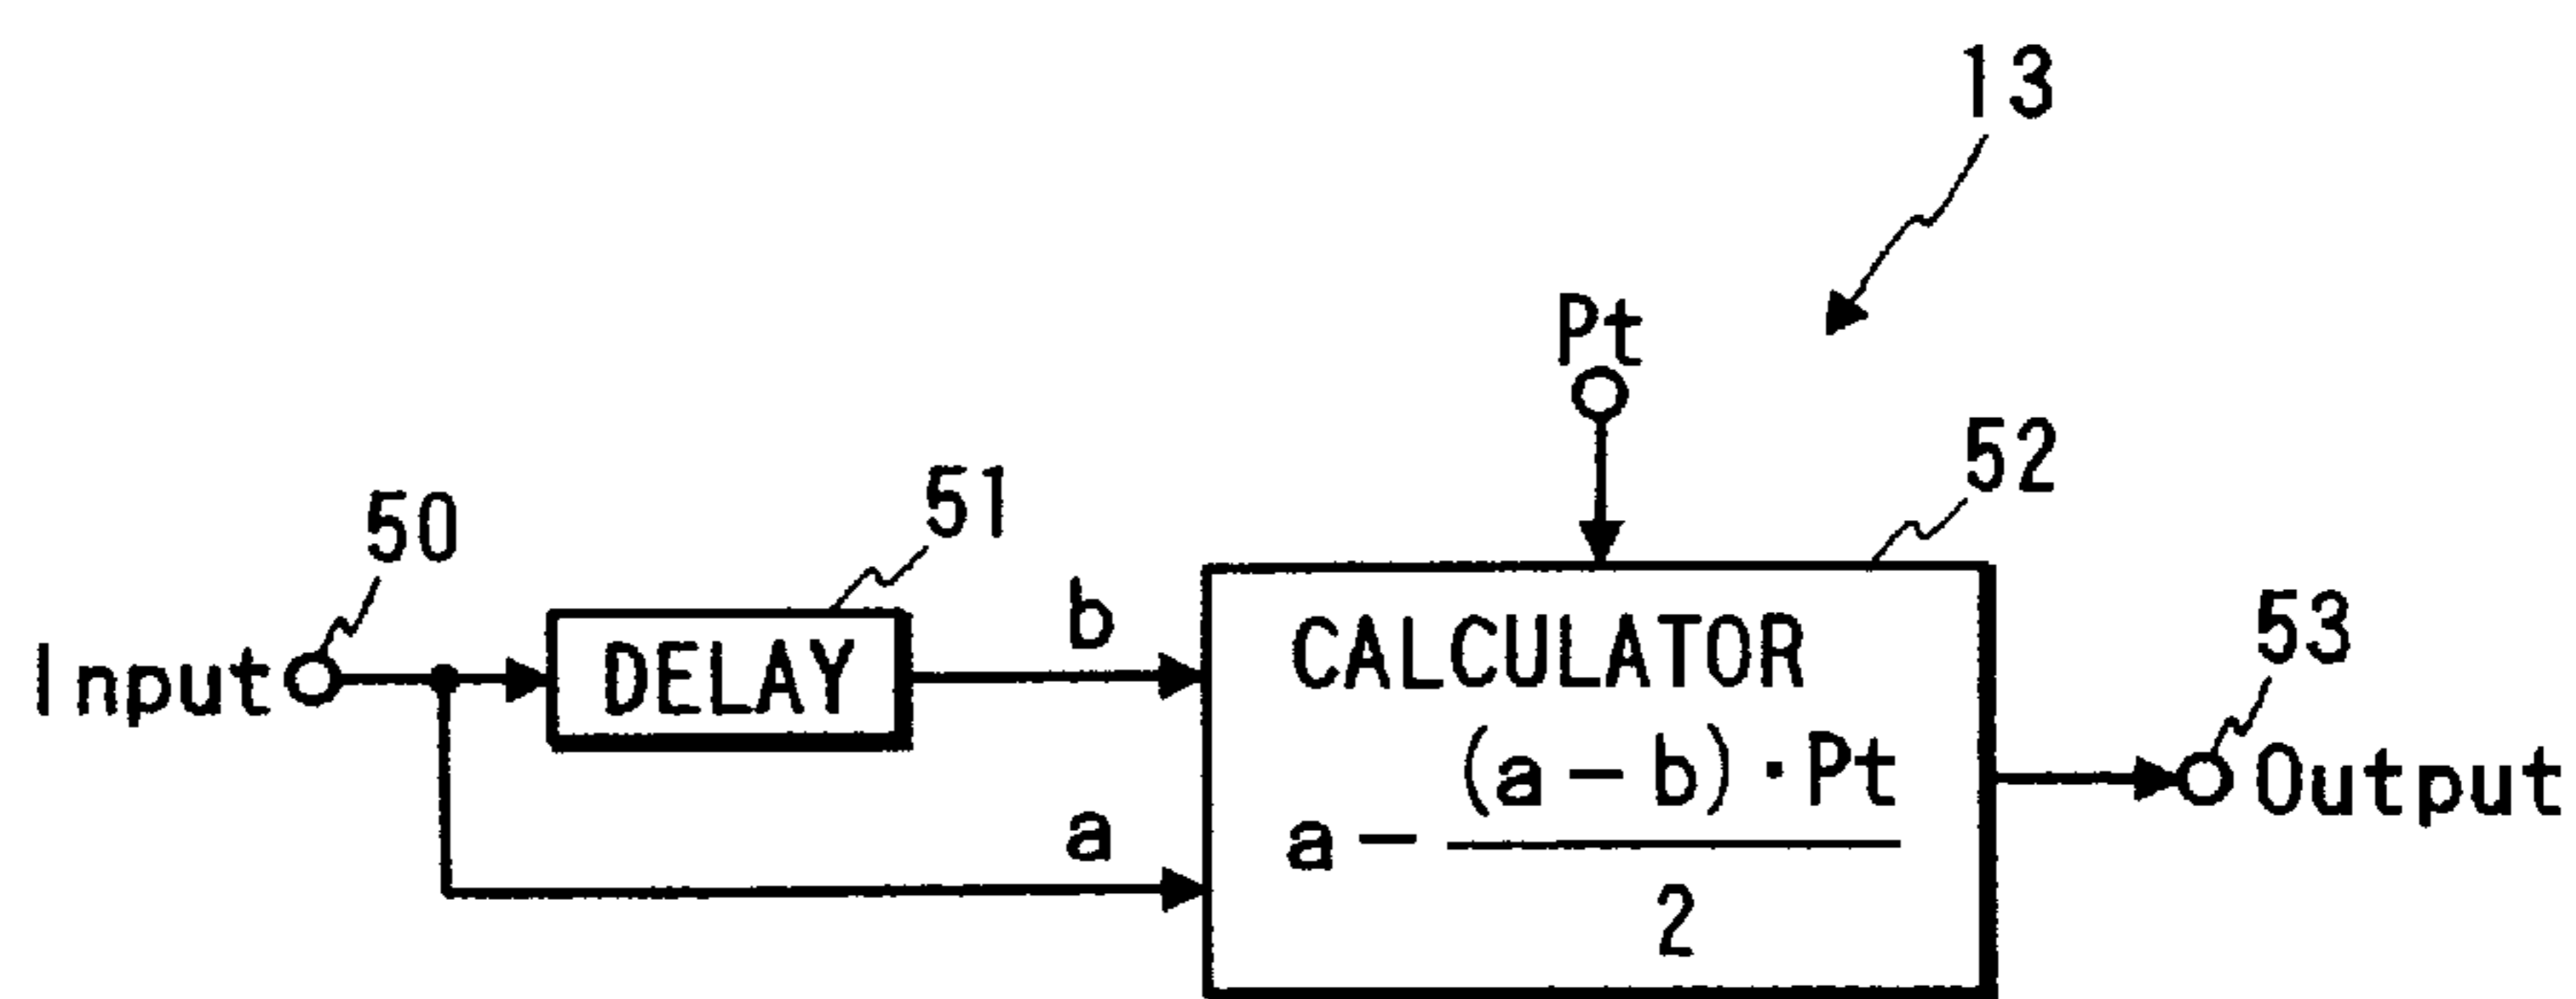 13
Pt
52
51
50
53
b
Input
DELAY
CALCULATOR
a
a - (a - b) · Pt / 2
Output